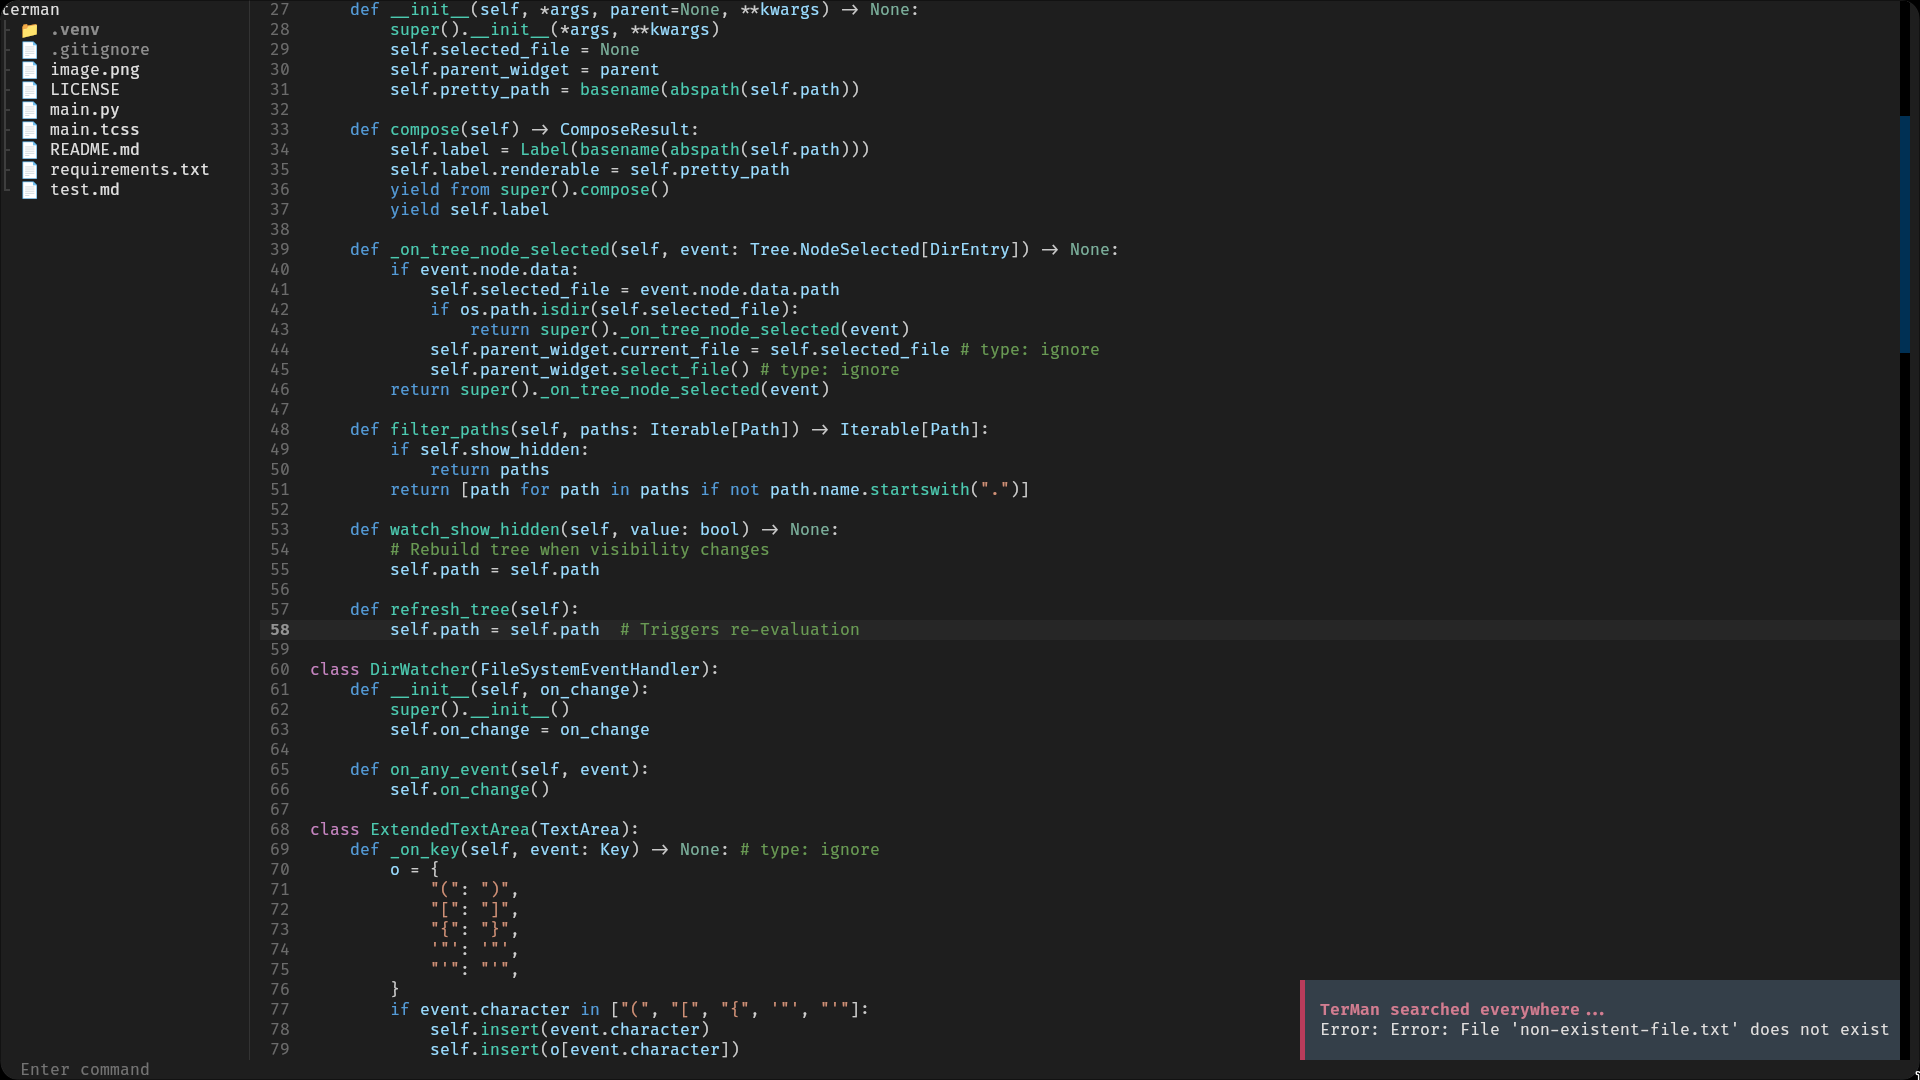 terman
.venv
.gitignore
image.png
LICENSE
main.py
main.tcss
README.md
requirements.txt
test.md
27     def __init__(self, *args, parent=None, **kwargs) -> None:
28         super().__init__(*args, **kwargs)
29         self.selected_file = None
30         self.parent_widget = parent
31         self.pretty_path = basename(abspath(self.path))
32
33     def compose(self) -> ComposeResult:
34         self.label = Label(basename(abspath(self.path)))
35         self.label.renderable = self.pretty_path
36         yield from super().compose()
37         yield self.label
38
39     def _on_tree_node_selected(self, event: Tree.NodeSelected[DirEntry]) -> None:
40         if event.node.data:
41             self.selected_file = event.node.data.path
42             if os.path.isdir(self.selected_file):
43                 return super()._on_tree_node_selected(event)
44             self.parent_widget.current_file = self.selected_file # type: ignore
45             self.parent_widget.select_file() # type: ignore
46         return super()._on_tree_node_selected(event)
47
48     def filter_paths(self, paths: Iterable[Path]) -> Iterable[Path]:
49         if self.show_hidden:
50             return paths
51         return [path for path in paths if not path.name.startswith(".")]
52
53     def watch_show_hidden(self, value: bool) -> None:
54         # Rebuild tree when visibility changes
55         self.path = self.path
56
57     def refresh_tree(self):
58         self.path = self.path  # Triggers re-evaluation
59
60 class DirWatcher(FileSystemEventHandler):
61     def __init__(self, on_change):
62         super().__init__()
63         self.on_change = on_change
64
65     def on_any_event(self, event):
66         self.on_change()
67
68 class ExtendedTextArea(TextArea):
69     def _on_key(self, event: Key) -> None: # type: ignore
70         o = {
71             "(": ")",
72             "[": "]",
73             "{": "}",
74             '"': '"',
75             "'": "'",
76         }
77         if event.character in ["(", "[", "{", '"', "'"]:
78             self.insert(event.character)
79             self.insert(o[event.character])
TerMan searched everywhere...
Error: Error: File 'non-existent-file.txt' does not exist
Enter command